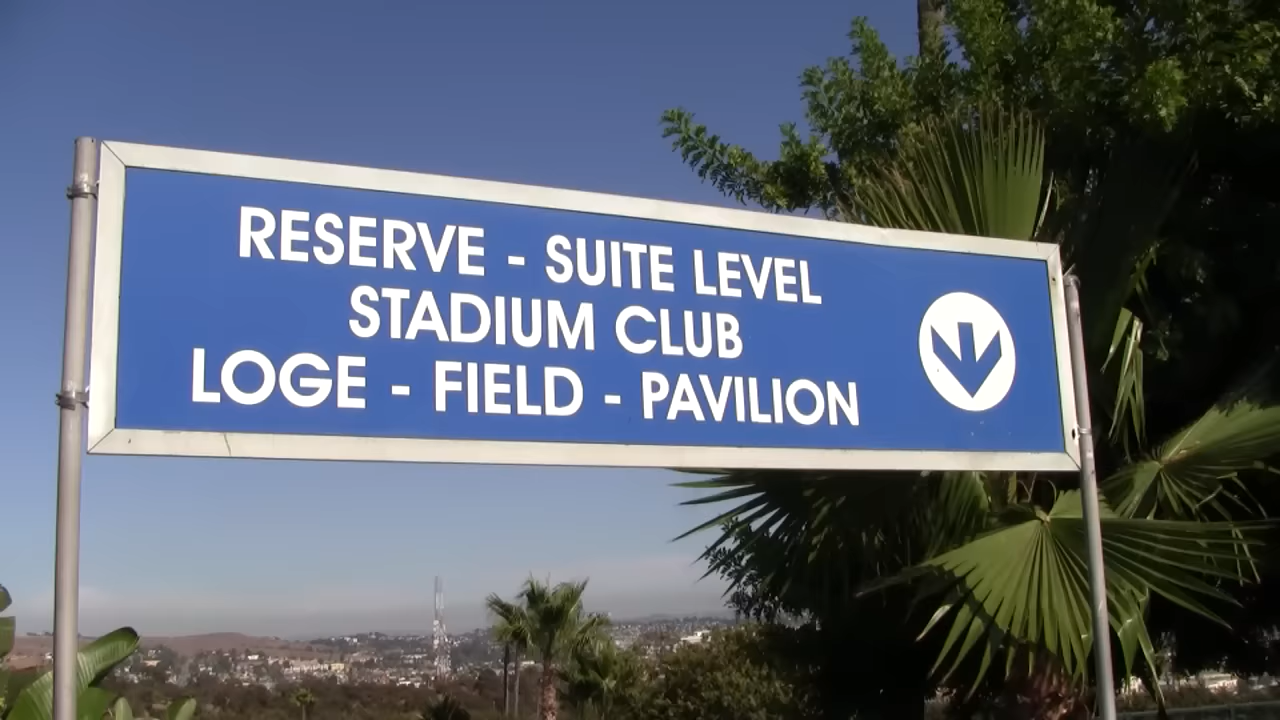 RESERVE - SUITE LEVEL
STADIUM CLUB
LOGE - FIELD - PAVILION